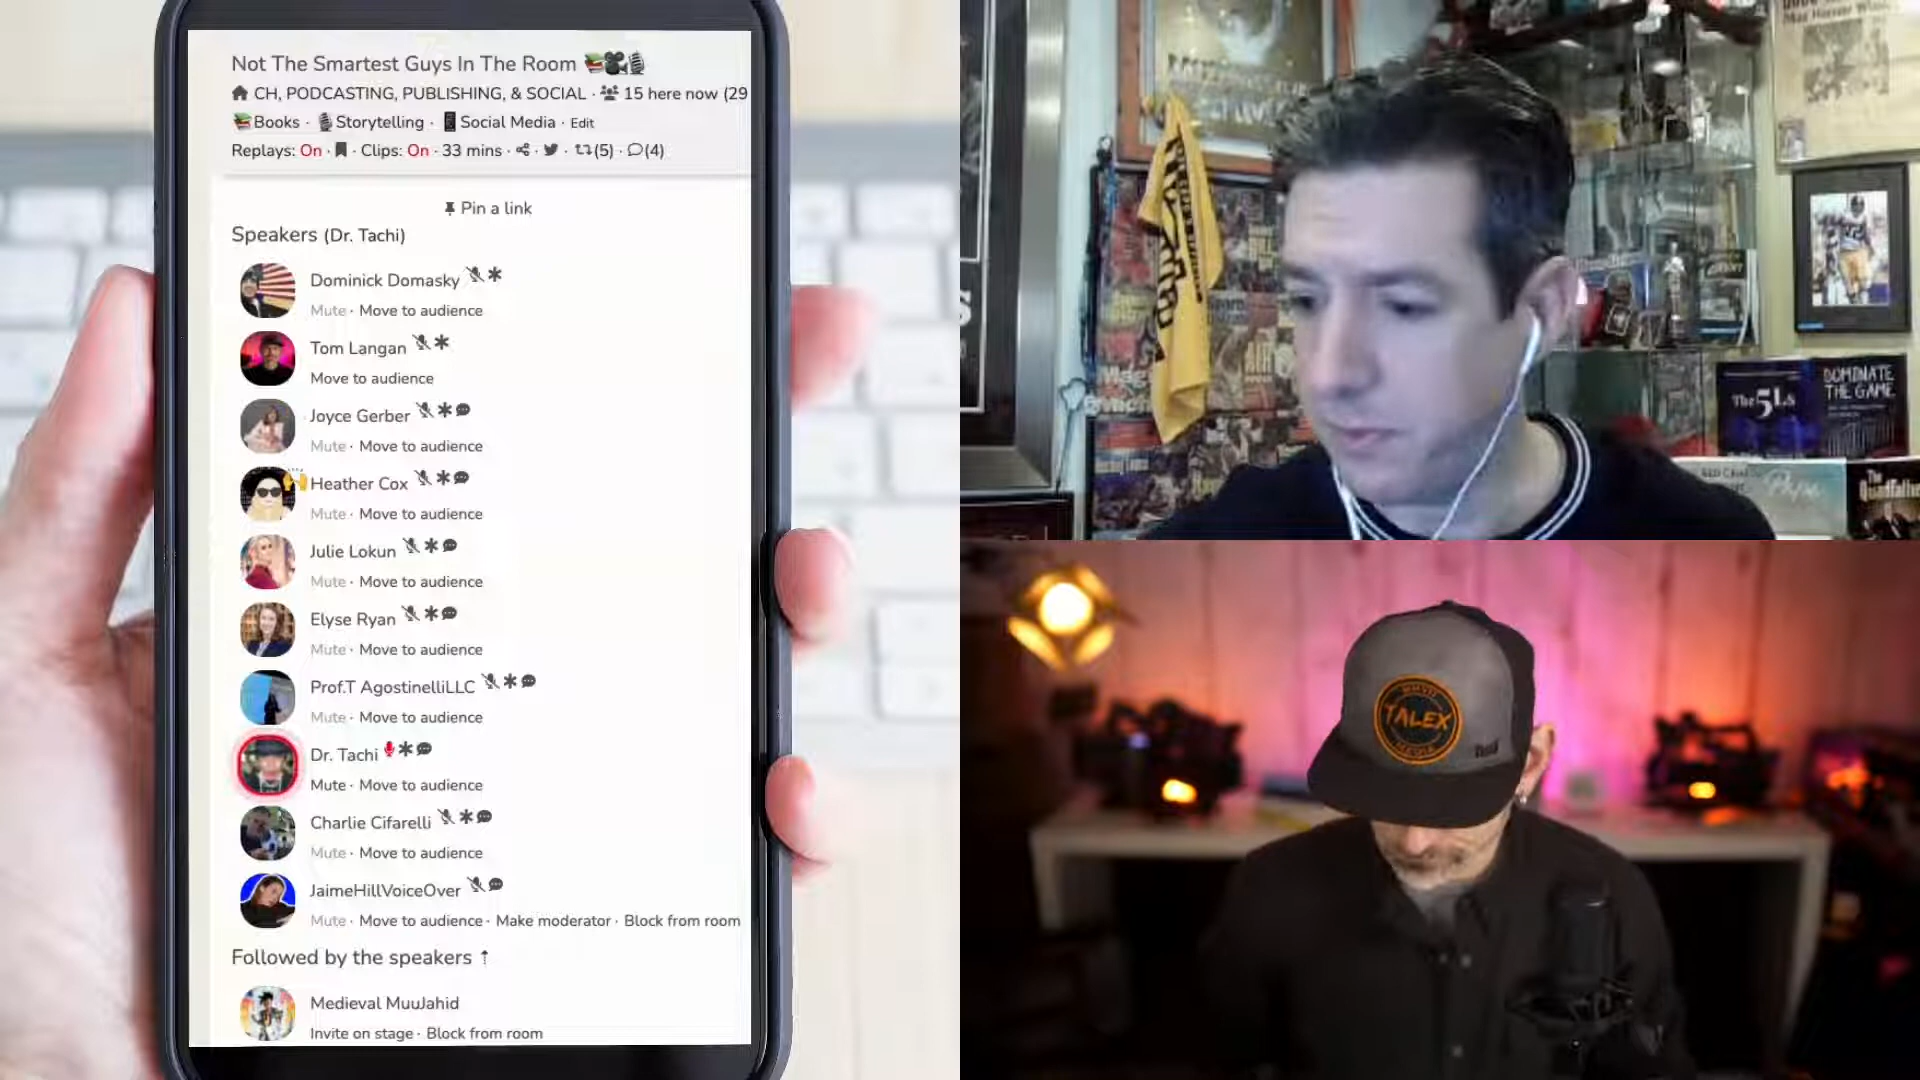 Not The Smartest Guys In The Room
CH, PODCASTING, PUBLISHING, & SOCIAL · 15 here now (29
Books · Storytelling · Social Media · Edit
Replays: On · Clips: On · 33 mins · · · (5) · (4)
Pin a link
Speakers (Dr. Tachi)
Dominick Domasky
Mute · Move to audience
Tom Langan
Move to audience
Joyce Gerber
Mute · Move to audience
Heather Cox
Mute · Move to audience
Julie Lokun
Mute · Move to audience
Elyse Ryan
Mute · Move to audience
Prof.T AgostinelliLLC
Mute · Move to audience
Dr. Tachi
Mute · Move to audience
Charlie Cifarelli
Mute · Move to audience
JaimeHillVoiceOver
Mute · Move to audience · Make moderator · Block from room
Followed by the speakers ↑
Medieval MuuJahid
Invite on stage · Block from room
The 5Ls
DOMINATE
THE GAME
The
TALEX
MEDIA